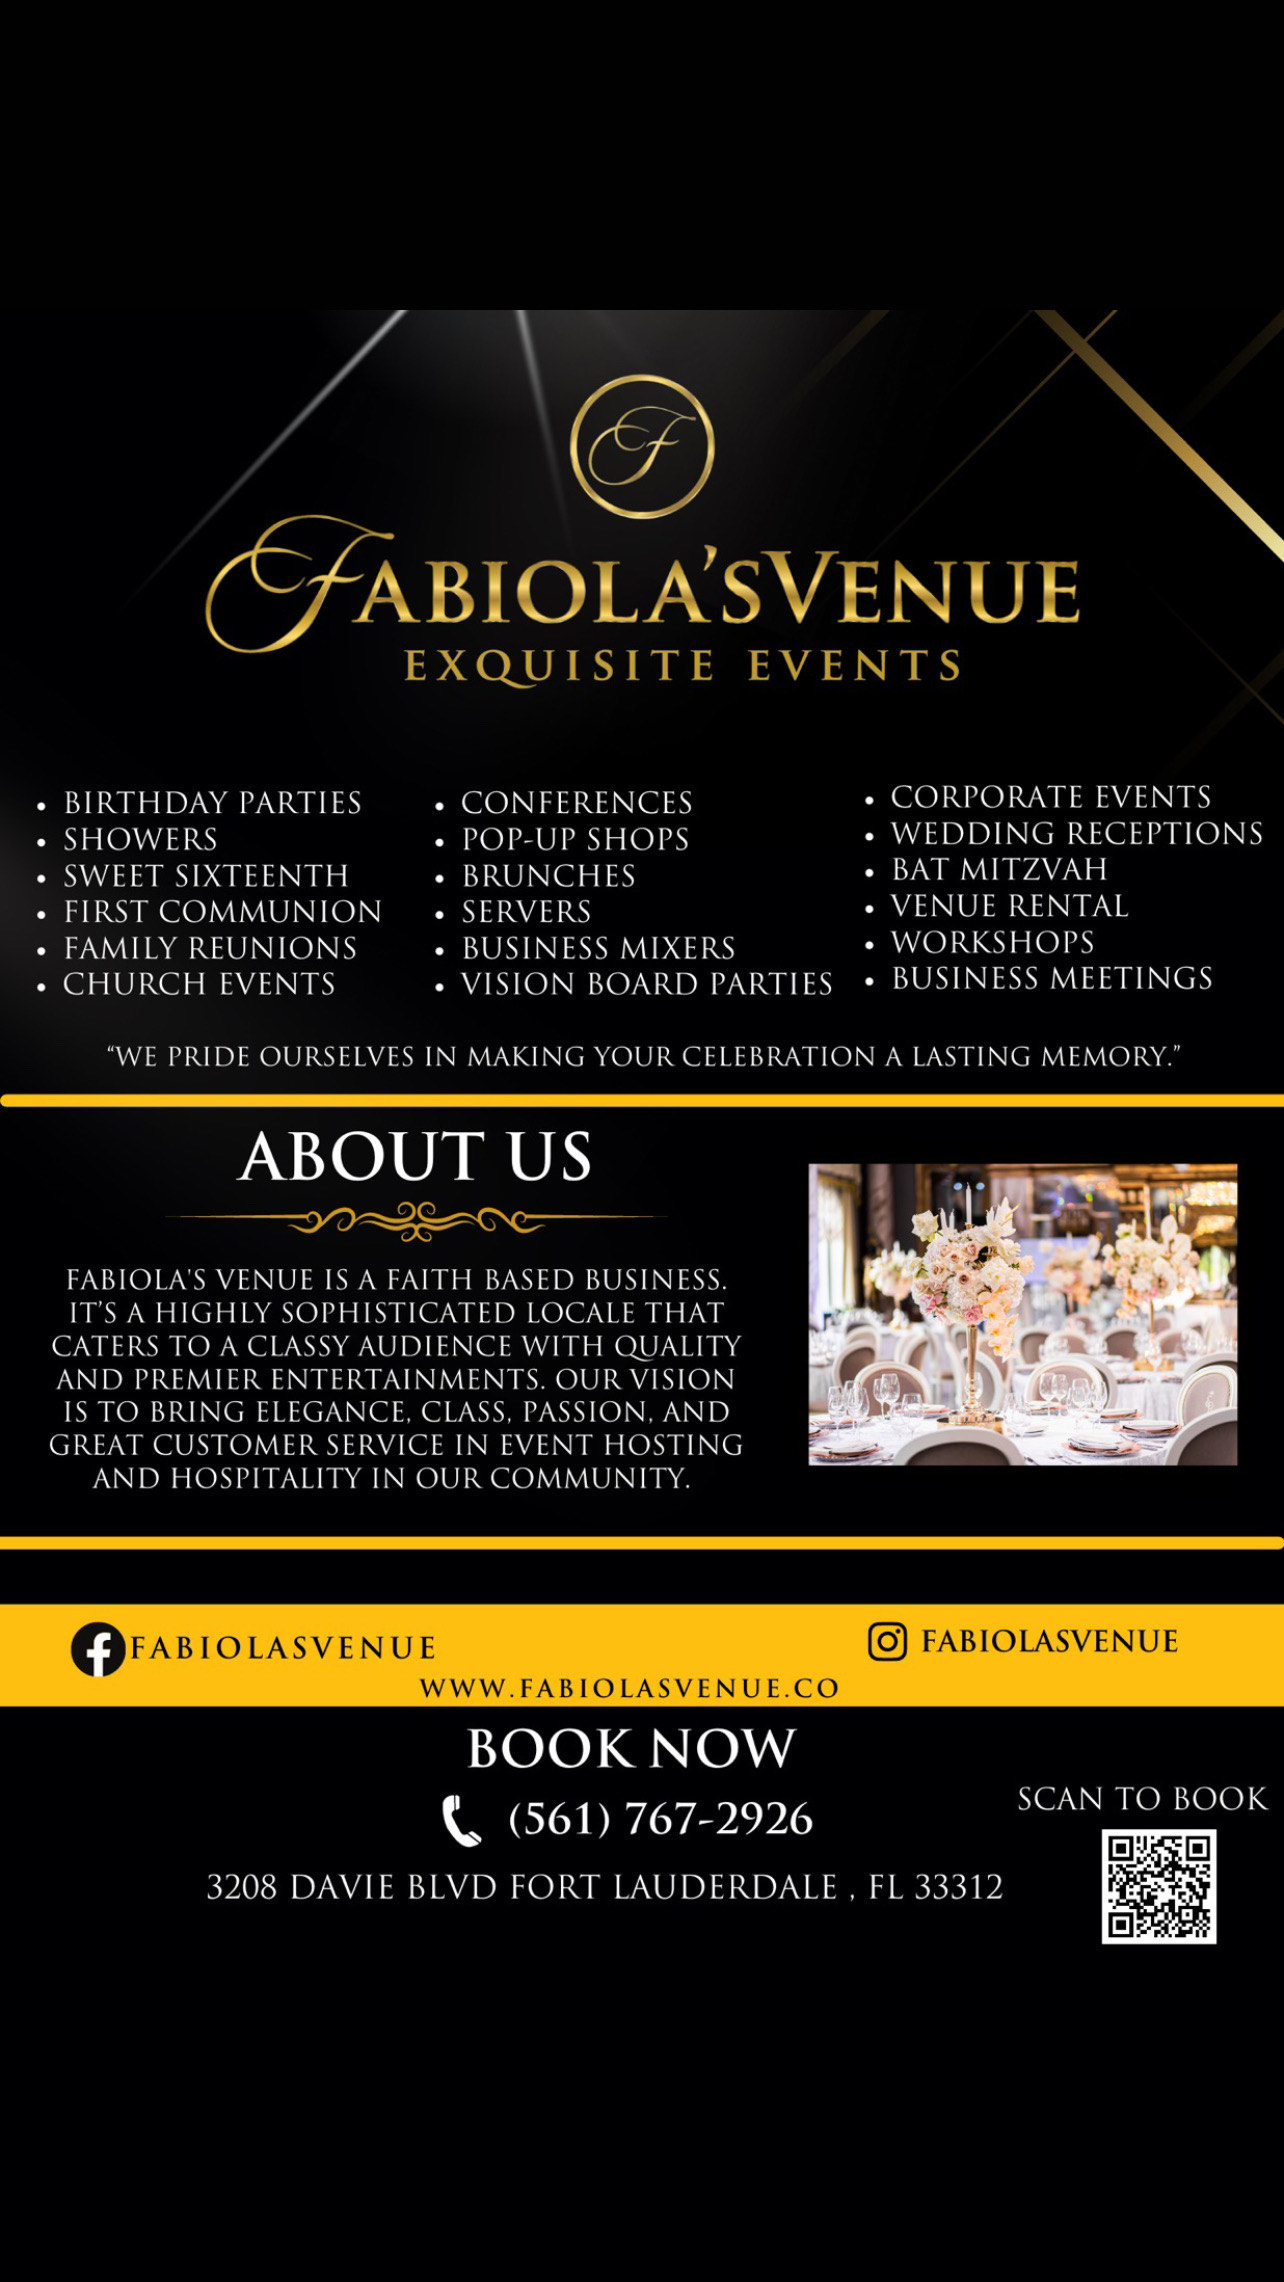 F
FABIOLA'SVENUE
EXQUISITE EVENTS
• BIRTHDAY PARTIES
• SHOWERS
• SWEET SIXTEENTH
• FIRST COMMUNION
• FAMILY REUNIONS
• CHURCH EVENTS
• CONFERENCES
• POP-UP SHOPS
• BRUNCHES
• SERVERS
• BUSINESS MIXERS
• VISION BOARD PARTIES
• CORPORATE EVENTS
• WEDDING RECEPTIONS
• BAT MITZVAH
• VENUE RENTAL
• WORKSHOPS
• BUSINESS MEETINGS
“WE PRIDE OURSELVES IN MAKING YOUR CELEBRATION A LASTING MEMORY.”
ABOUT US
FABIOLA'S VENUE IS A FAITH BASED BUSINESS.
IT’S A HIGHLY SOPHISTICATED LOCALE THAT
CATERS TO A CLASSY AUDIENCE WITH QUALITY
AND PREMIER ENTERTAINMENTS. OUR VISION
IS TO BRING ELEGANCE, CLASS, PASSION, AND
GREAT CUSTOMER SERVICE IN EVENT HOSTING
AND HOSPITALITY IN OUR COMMUNITY.
FABIOLASVENUE
FABIOLASVENUE
WWW.FABIOLASVENUE.CO
BOOK NOW
(561) 767-2926
SCAN TO BOOK
3208 DAVIE BLVD FORT LAUDERDALE , FL 33312